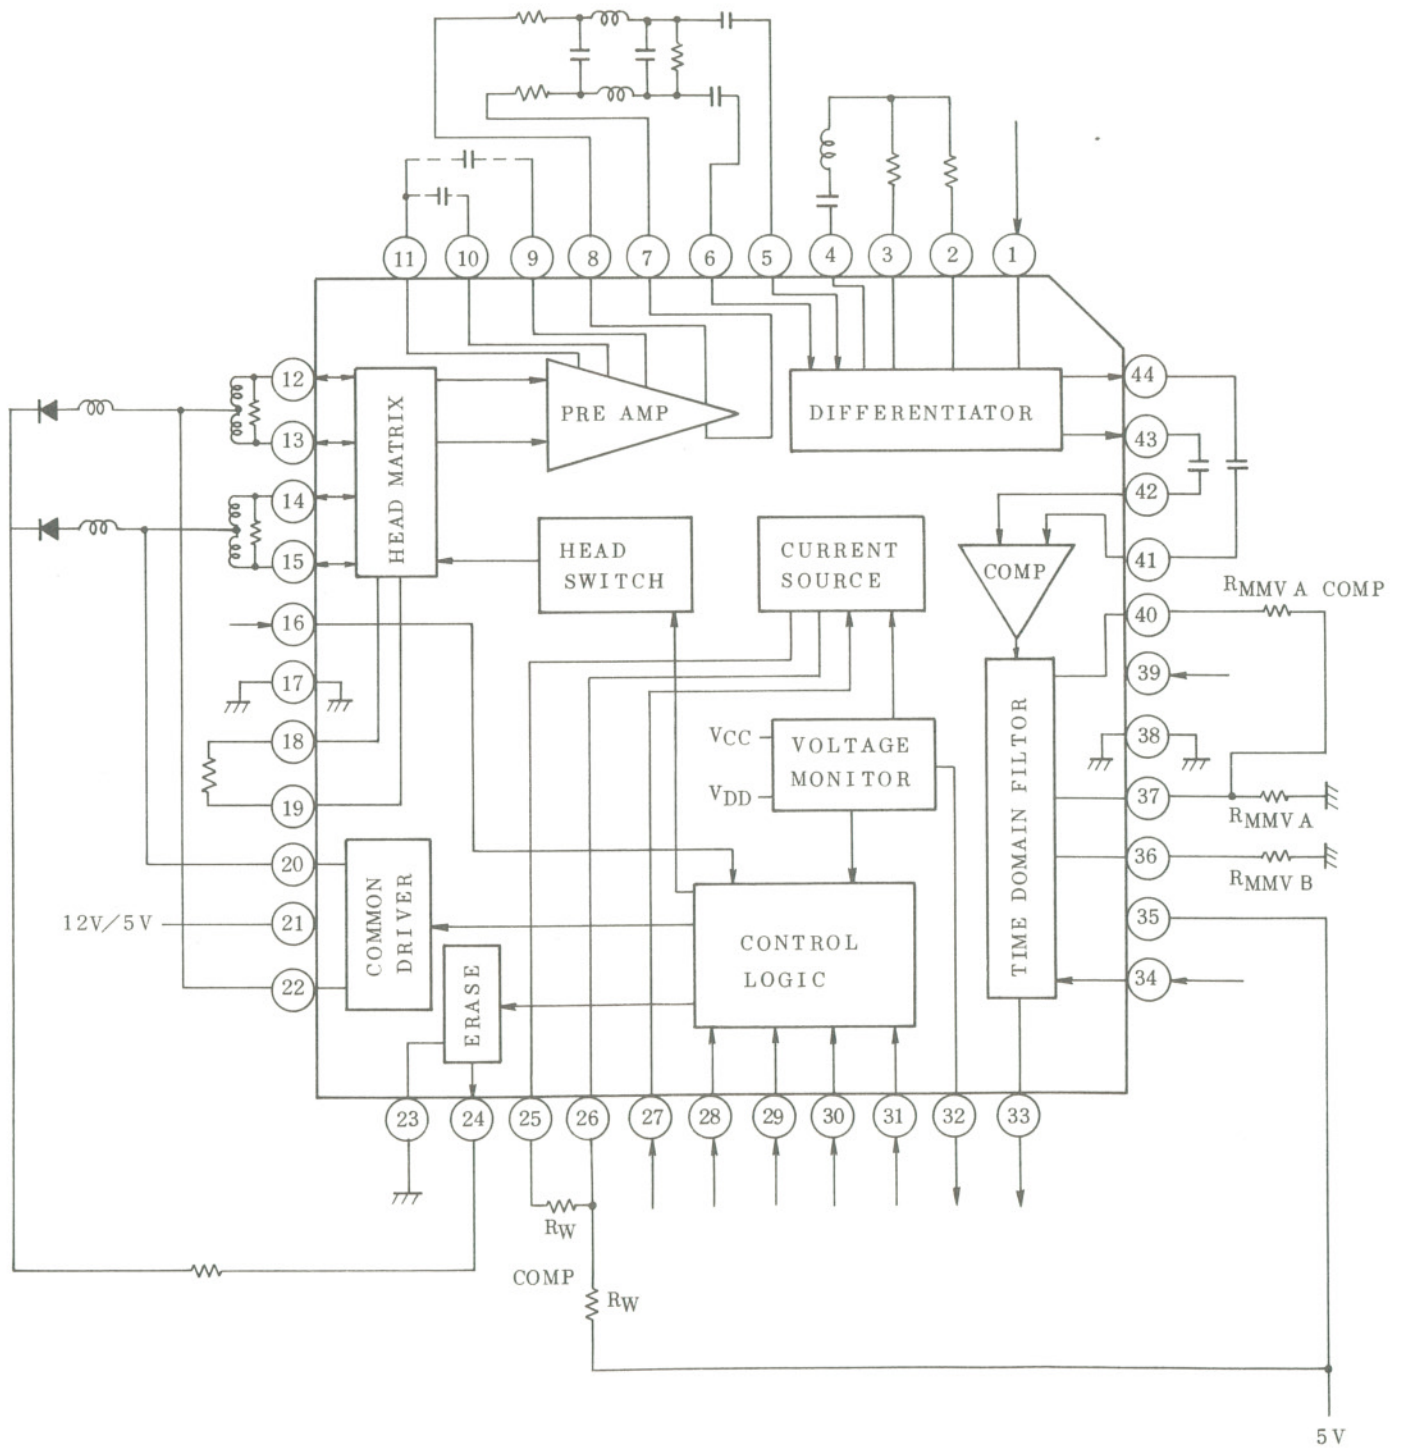 11 10 9 8 7 6 5 4 3 2 1
12
13
14
15
16
17
18
19
20
12V/5V 21
22
HEAD MATRIX
PRE AMP
DIFFERENTIATOR
44
43
42
41
HEAD
SWITCH
CURRENT
SOURCE
COMP
RMMV A COMP
40
39
38
37
RMMV A
36
RMMV B
35
34
VCC
VDD
VOLTAGE
MONITOR
TIME DOMAIN FILTOR
COMMON
DRIVER
ERASE
CONTROL
LOGIC
23 24 25 26 27 28 29 30 31 32 33
RW
COMP
RW
5V